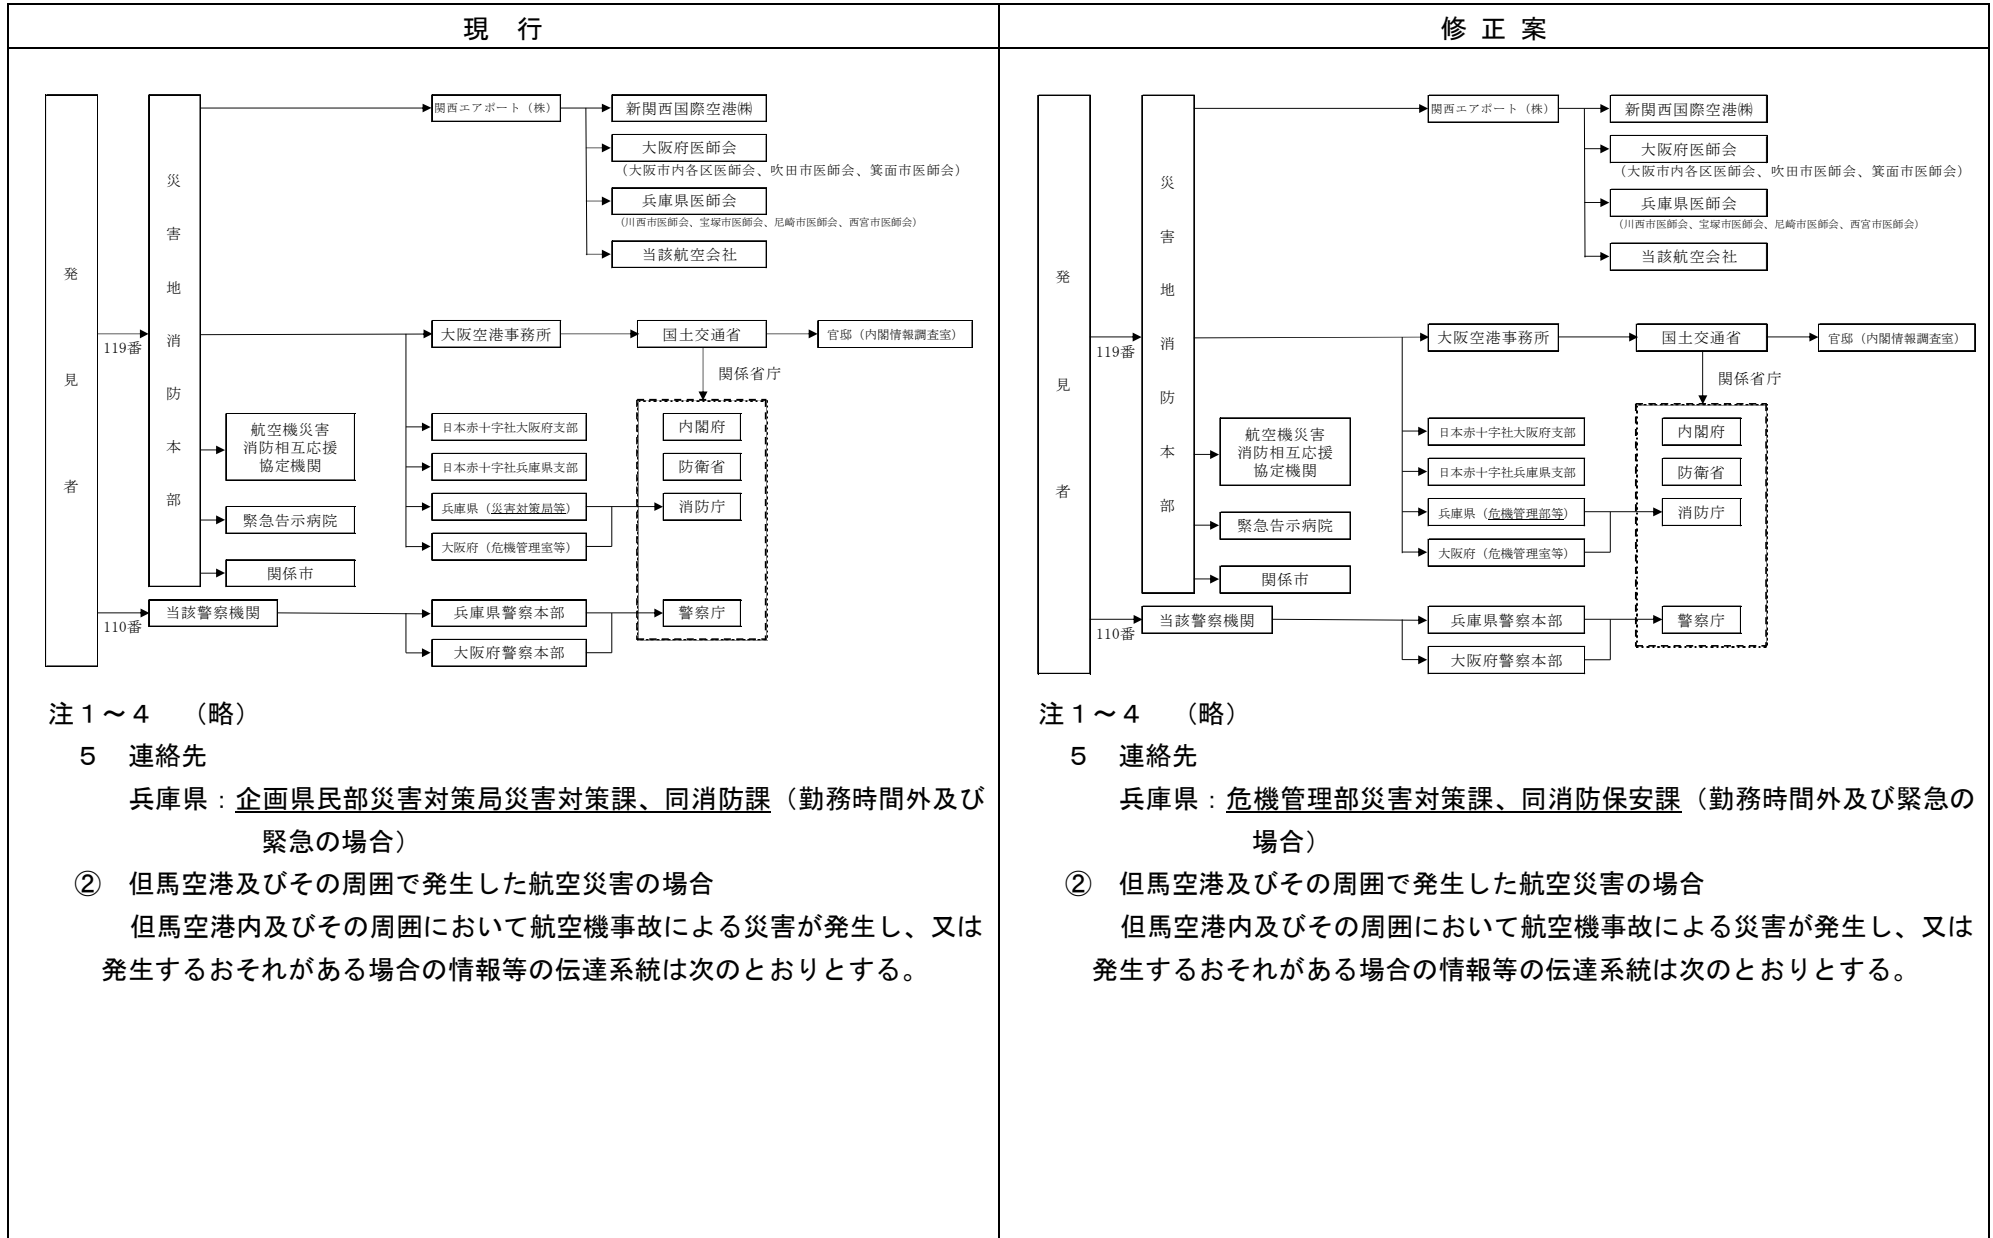 現 行
発見者
119番
110番
災害地消防本部
関西エアポート（株）
新関西国際空港㈱
大阪府医師会
（大阪市内各区医師会、吹田市医師会、箕面市医師会）
兵庫県医師会
（川西市医師会、宝塚市医師会、尼崎市医師会、西宮市医師会）
当該航空会社
大阪空港事務所
国土交通省
官邸（内閣情報調査室）
関係省庁
航空機災害
消防相互応援
協定機関
緊急告示病院
関係市
日本赤十字社大阪府支部
日本赤十字社兵庫県支部
兵庫県（災害対策局等）
大阪府（危機管理室等）
内閣府
防衛省
消防庁
警察庁
当該警察機関
兵庫県警察本部
大阪府警察本部
注１～４　（略）
５　連絡先
兵庫県：企画県民部災害対策局災害対策課、同消防課（勤務時間外及び
緊急の場合）
②　但馬空港及びその周囲で発生した航空災害の場合
但馬空港内及びその周囲において航空機事故による災害が発生し、又は
発生するおそれがある場合の情報等の伝達系統は次のとおりとする。
修 正 案
発見者
119番
110番
災害地消防本部
関西エアポート（株）
新関西国際空港㈱
大阪府医師会
（大阪市内各区医師会、吹田市医師会、箕面市医師会）
兵庫県医師会
（川西市医師会、宝塚市医師会、尼崎市医師会、西宮市医師会）
当該航空会社
大阪空港事務所
国土交通省
官邸（内閣情報調査室）
関係省庁
航空機災害
消防相互応援
協定機関
緊急告示病院
関係市
日本赤十字社大阪府支部
日本赤十字社兵庫県支部
兵庫県（危機管理部等）
大阪府（危機管理室等）
内閣府
防衛省
消防庁
警察庁
当該警察機関
兵庫県警察本部
大阪府警察本部
注１～４　（略）
５　連絡先
兵庫県：危機管理部災害対策課、同消防保安課（勤務時間外及び緊急の
場合）
②　但馬空港及びその周囲で発生した航空災害の場合
但馬空港内及びその周囲において航空機事故による災害が発生し、又は
発生するおそれがある場合の情報等の伝達系統は次のとおりとする。